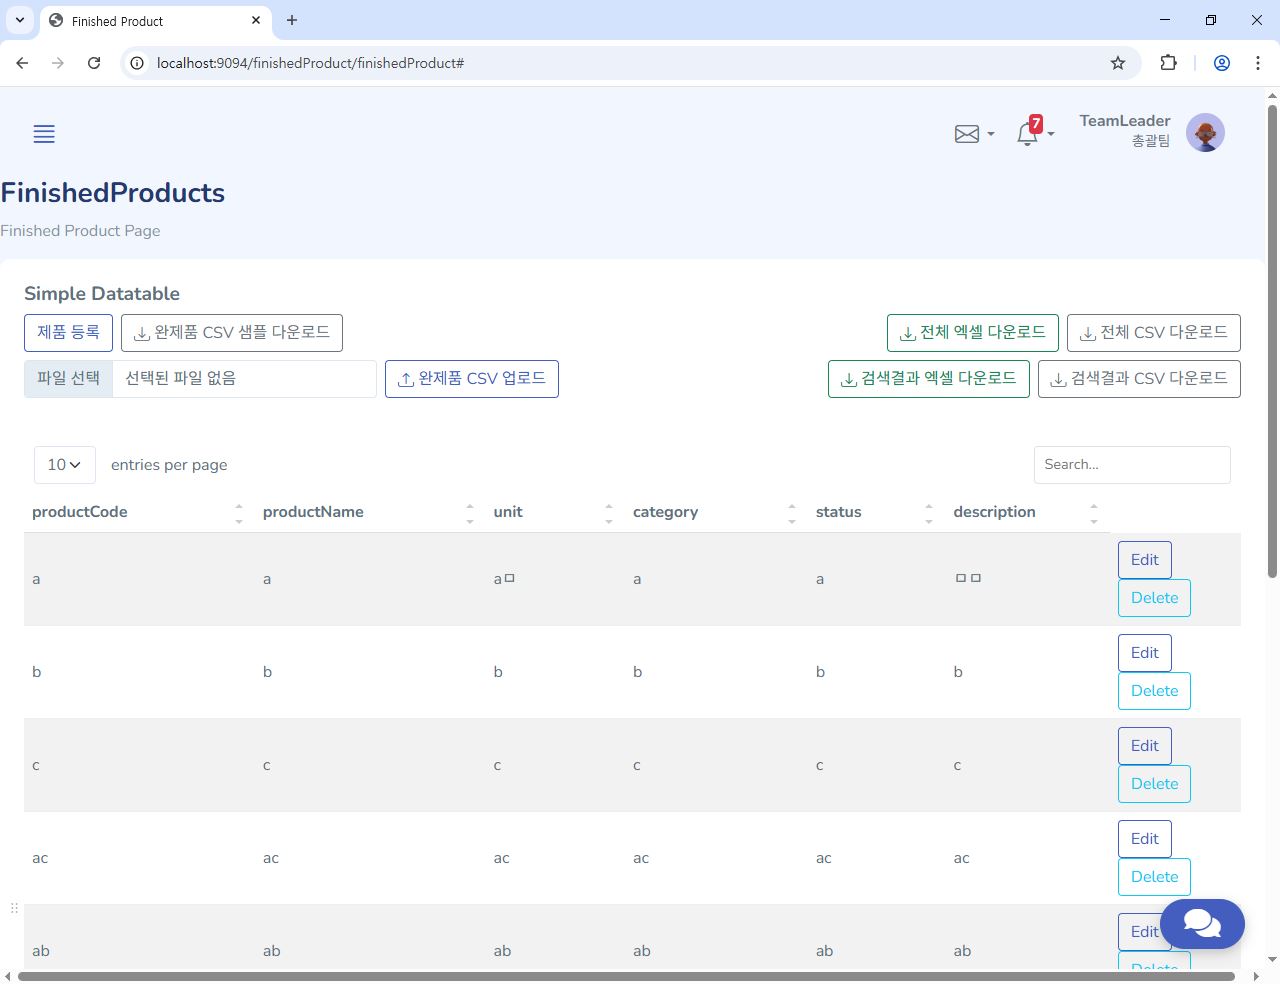 Finished Product
localhost:9094/finishedProduct/finishedProduct#
7
TeamLeader
총괄팀
FinishedProducts
Finished Product Page
Simple Datatable
제품 등록 완제품 CSV 샘플 다운로드 전체 엑셀 다운로드 전체 CSV 다운로드
파일 선택 선택된 파일 없음 완제품 CSV 업로드 검색결과 엑셀 다운로드 검색결과 CSV 다운로드
10 entries per page Search...
productCode productName unit category status description
a a aㅁ a a ㅁㅁ Edit
Delete
b b b b b b Edit
Delete
c c c c c c Edit
Delete
ac ac ac ac ac ac Edit
Delete
ab ab ab ab ab ab Edit
Delete